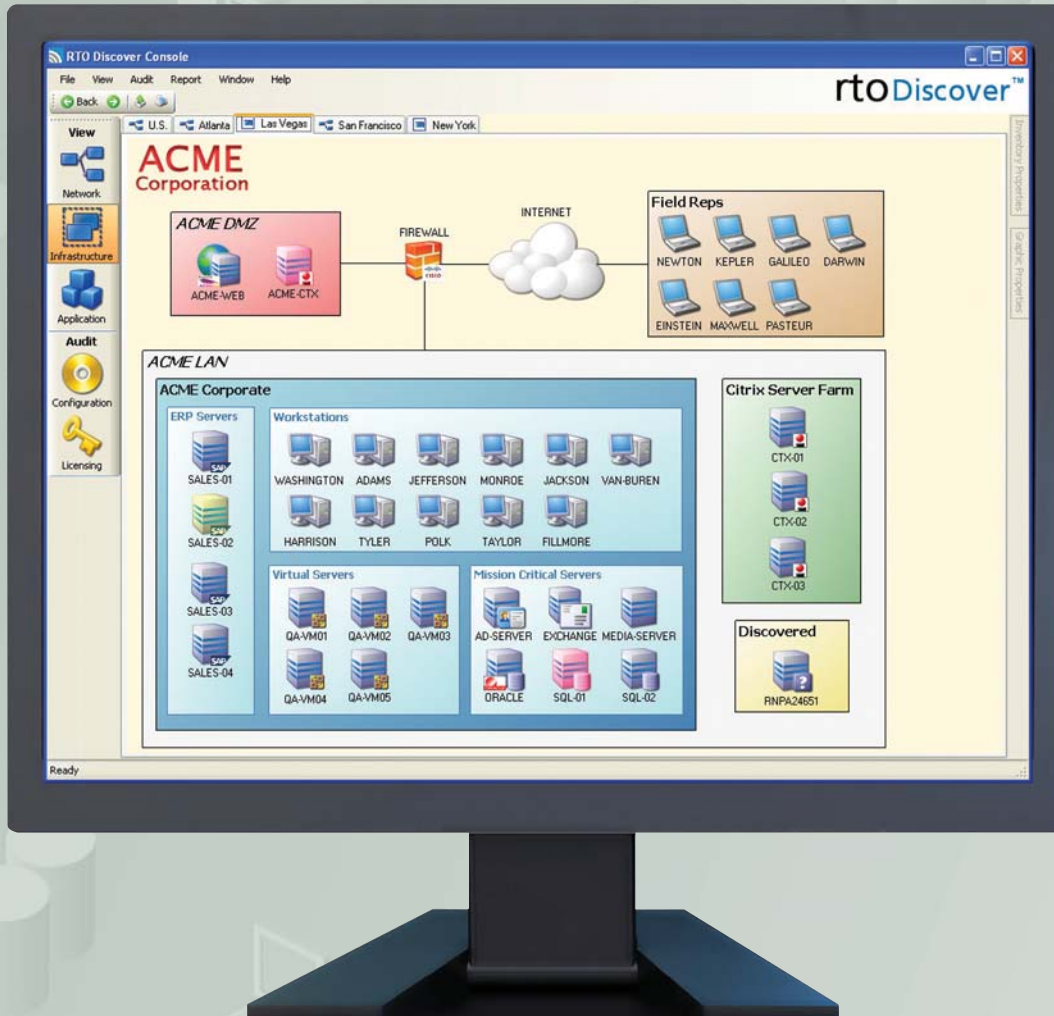 RTO Discover Console
File View Audit Report Window Help
rtoDiscover™
Back
View
Network
Infrastructure
Application
Audit
Configuration
Licensing
U.S. Atlanta Las Vegas San Francisco New York
Inventory Properties
Graphic Properties
ACME
Corporation
ACME DMZ
ACME-WEB ACME-CTX
FIREWALL
CISCO
INTERNET
Field Reps
NEWTON KEPLER GALILEO DARWIN
EINSTEIN MAXWELL PASTEUR
ACME LAN
ACME Corporate
ERP Servers
SAP
SALES-01
SAP
SALES-02
SAP
SALES-03
SAP
SALES-04
Workstations
WASHINGTON ADAMS JEFFERSON MONROE JACKSON VAN-BUREN
HARRISON TYLER POLK TAYLOR FILLMORE
Virtual Servers
QA-VM01 QA-VM02 QA-VM03
QA-VM04 QA-VM05
Mission Critical Servers
AD-SERVER EXCHANGE MEDIA-SERVER
ORACLE SQL-01 SQL-02
Citrix Server Farm
CTX-01
CTX-02
CTX-03
Discovered
?
RNPA24651
Ready